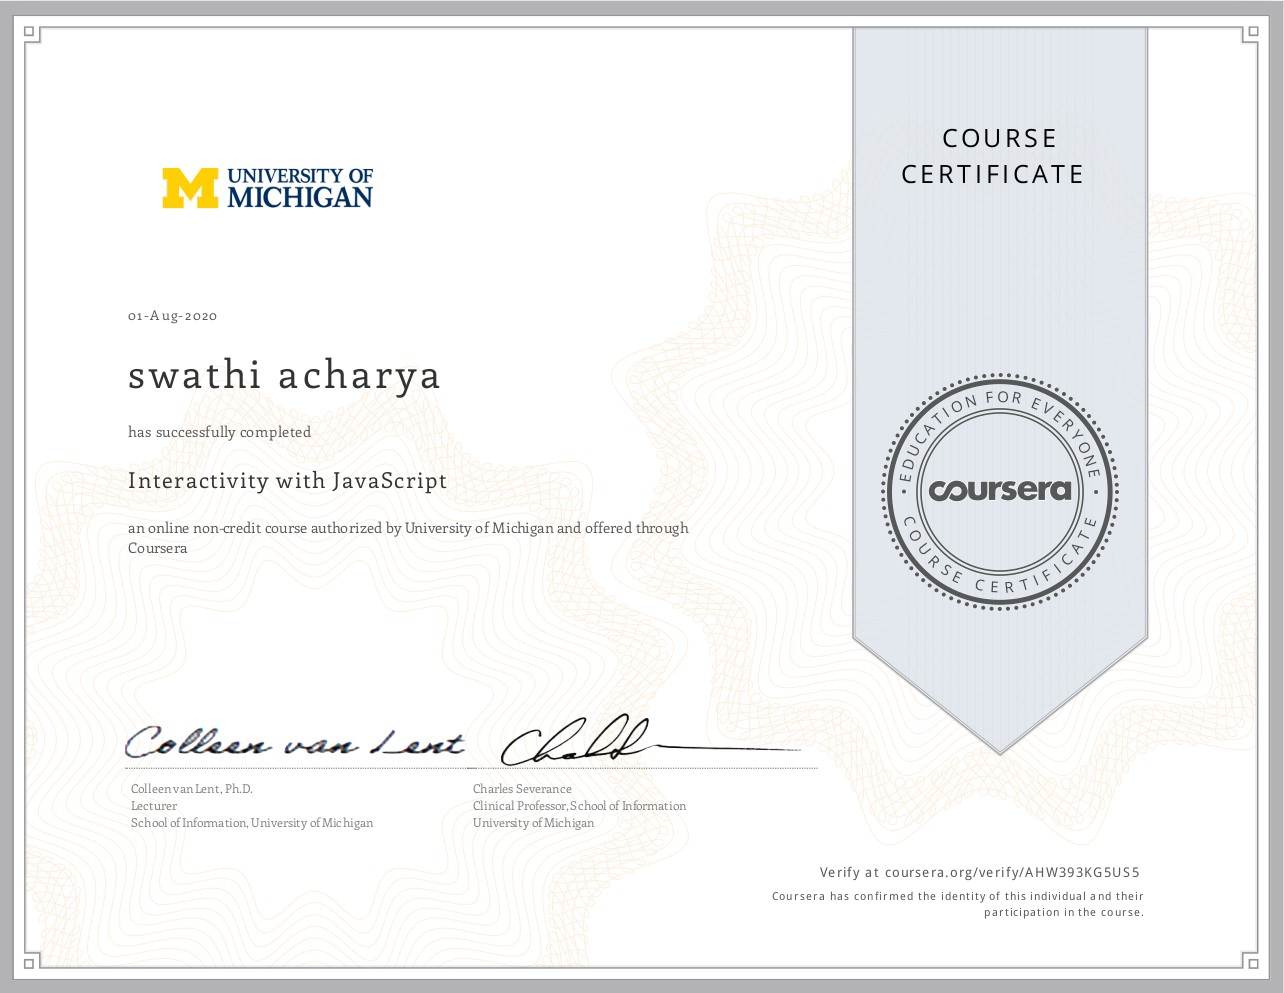 COURSE
CERTIFICATE
UNIVERSITY OF
MICHIGAN
01-Aug-2020
swathi acharya
has successfully completed
Interactivity with JavaScript
an online non-credit course authorized by University of Michigan and offered through
Coursera
EDUCATION FOR EVERYONE
coursera
COURSE CERTIFICATE
Colleen van Lent
Colleen van Lent, Ph.D.
Lecturer
School of Information, University of Michigan
Charles Severance
Clinical Professor, School of Information
University of Michigan
Verify at coursera.org/verify/AHW393KG5US5
Coursera has confirmed the identity of this individual and their
participation in the course.